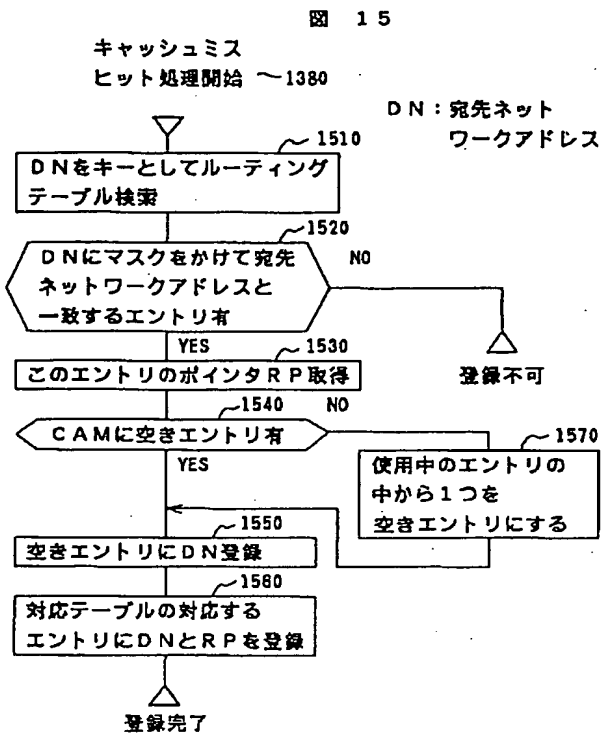 図 15
キャッシュミス
ヒット処理開始 ~1380
DN:宛先ネット
ワークアドレス
1510
DNをキーとしてルーティング
テーブル検索
1520
DNにマスクをかけて宛先
ネットワークアドレスと
一致するエントリ有
NO
YES
1530
登録不可
このエントリのポインタRP取得
1540
NO
CAMに空きエントリ有
YES
1570
使用中のエントリの
中から1つを
空きエントリにする
1550
空きエントリにDN登録
1560
対応テーブルの対応する
エントリにDNとRPを登録
登録完了